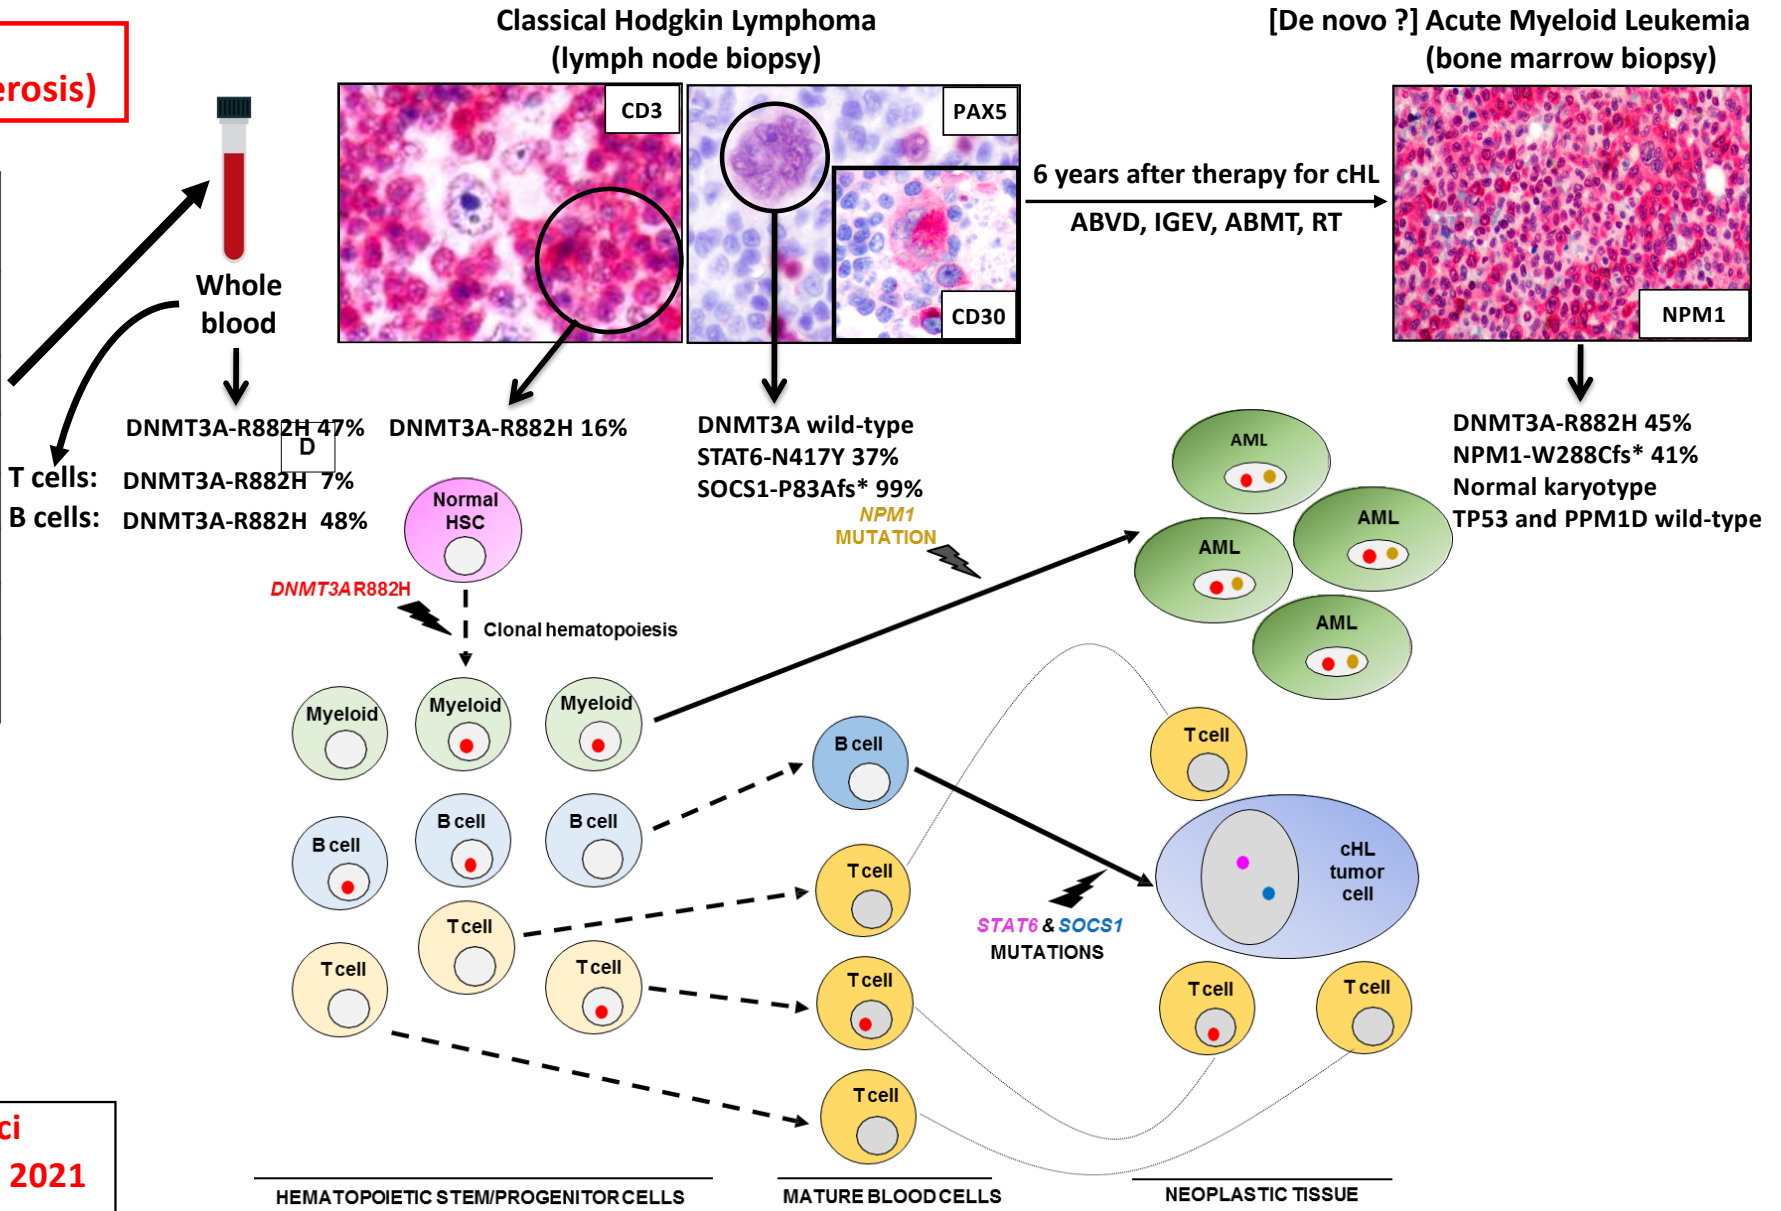 erosis)
Classical Hodgkin Lymphoma
(lymph node biopsy)
[De novo ?] Acute Myeloid Leukemia
(bone marrow biopsy)
CD3
PAX5
CD30
6 years after therapy for cHL
ABVD, IGEV, ABMT, RT
NPM1
Whole
blood
DNMT3A-R882H 47%
D
T cells: DNMT3A-R882H 7%
B cells: DNMT3A-R882H 48%
DNMT3A-R882H 16%
DNMT3A wild-type
STAT6-N417Y 37%
SOCS1-P83Afs* 99%
DNMT3A-R882H 45%
NPM1-W288Cfs* 41%
Normal karyotype
TP53 and PPM1D wild-type
Normal
HSC
DNMT3A R882H
Clonal hematopoiesis
NPM1
MUTATION
AML
AML
AML
AML
Myeloid
Myeloid
Myeloid
B cell
B cell
B cell
T cell
T cell
T cell
B cell
T cell
T cell
T cell
STAT6 & SOCS1
MUTATIONS
T cell
cHL
tumor
cell
T cell
T cell
ci
2021
HEMATOPOIETIC STEM/PROGENITOR CELLS
MATURE BLOOD CELLS
NEOPLASTIC TISSUE